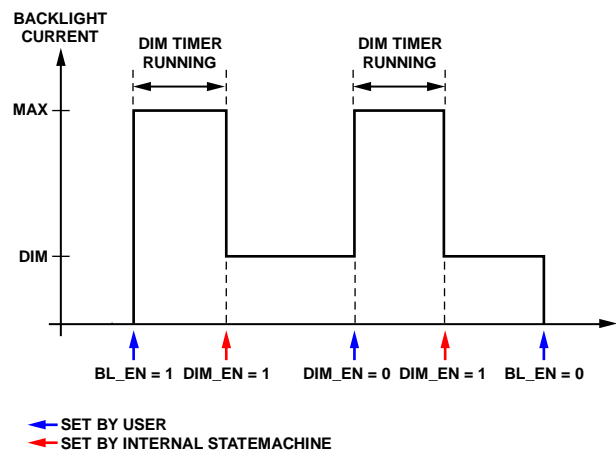 BACKLIGHT
CURRENT
DIM TIMER
RUNNING
DIM TIMER
RUNNING
MAX
DIM
BL_EN = 1
DIM_EN = 1
DIM_EN = 0
DIM_EN = 1
BL_EN = 0
SET BY USER
SET BY INTERNAL STATEMACHINE